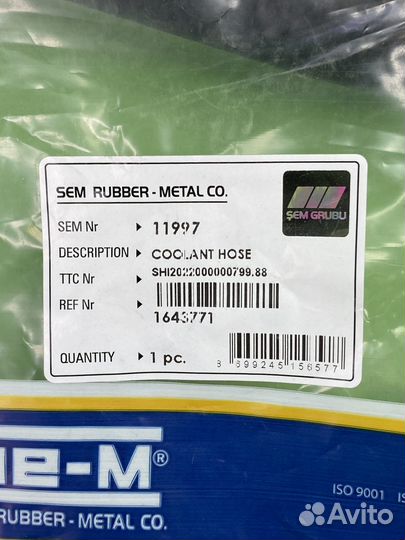 SEM RUBBER - METAL CO.
ŞEM GRUBU
SEM Nr 11997
DESCRIPTION COOLANT HOSE
TTC Nr SHI2022000000799.88
REF Nr 1643771
QUANTITY 1 pc.
8 699245 156577
e-M®
RUBBER - METAL CO.
ISO 9001
Avito